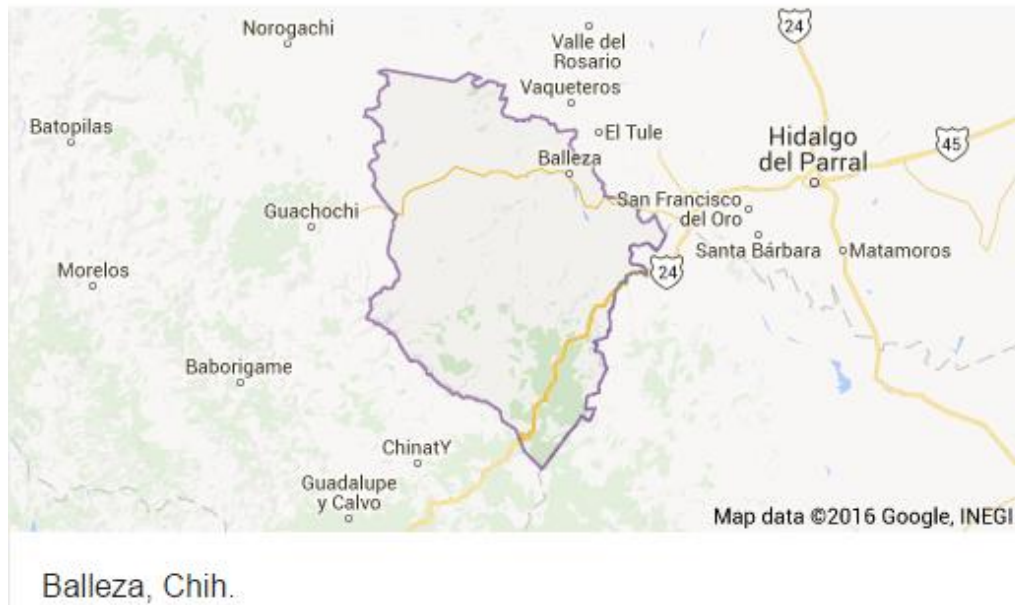 24
Norogachi
Valle del
Rosario
Vaqueteros
Batopilas
El Tule
Hidalgo
del Parral
45
Balleza
Guachochi
San Francisco
del Oro
Santa Bárbara
Matamoros
Morelos
24
Baborigame
ChinatY
Guadalupe
y Calvo
Map data ©2016 Google, INEGI
Balleza, Chih.